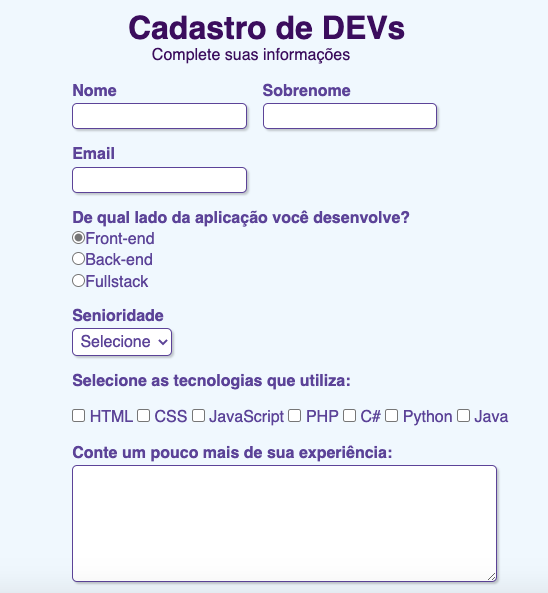 Cadastro de DEVs
Complete suas informações
Nome Sobrenome
Email
De qual lado da aplicação você desenvolve?
Front-end
Back-end
Fullstack
Senioridade
Selecione
Selecione as tecnologias que utiliza:
HTML CSS JavaScript PHP C# Python Java
Conte um pouco mais de sua experiência: